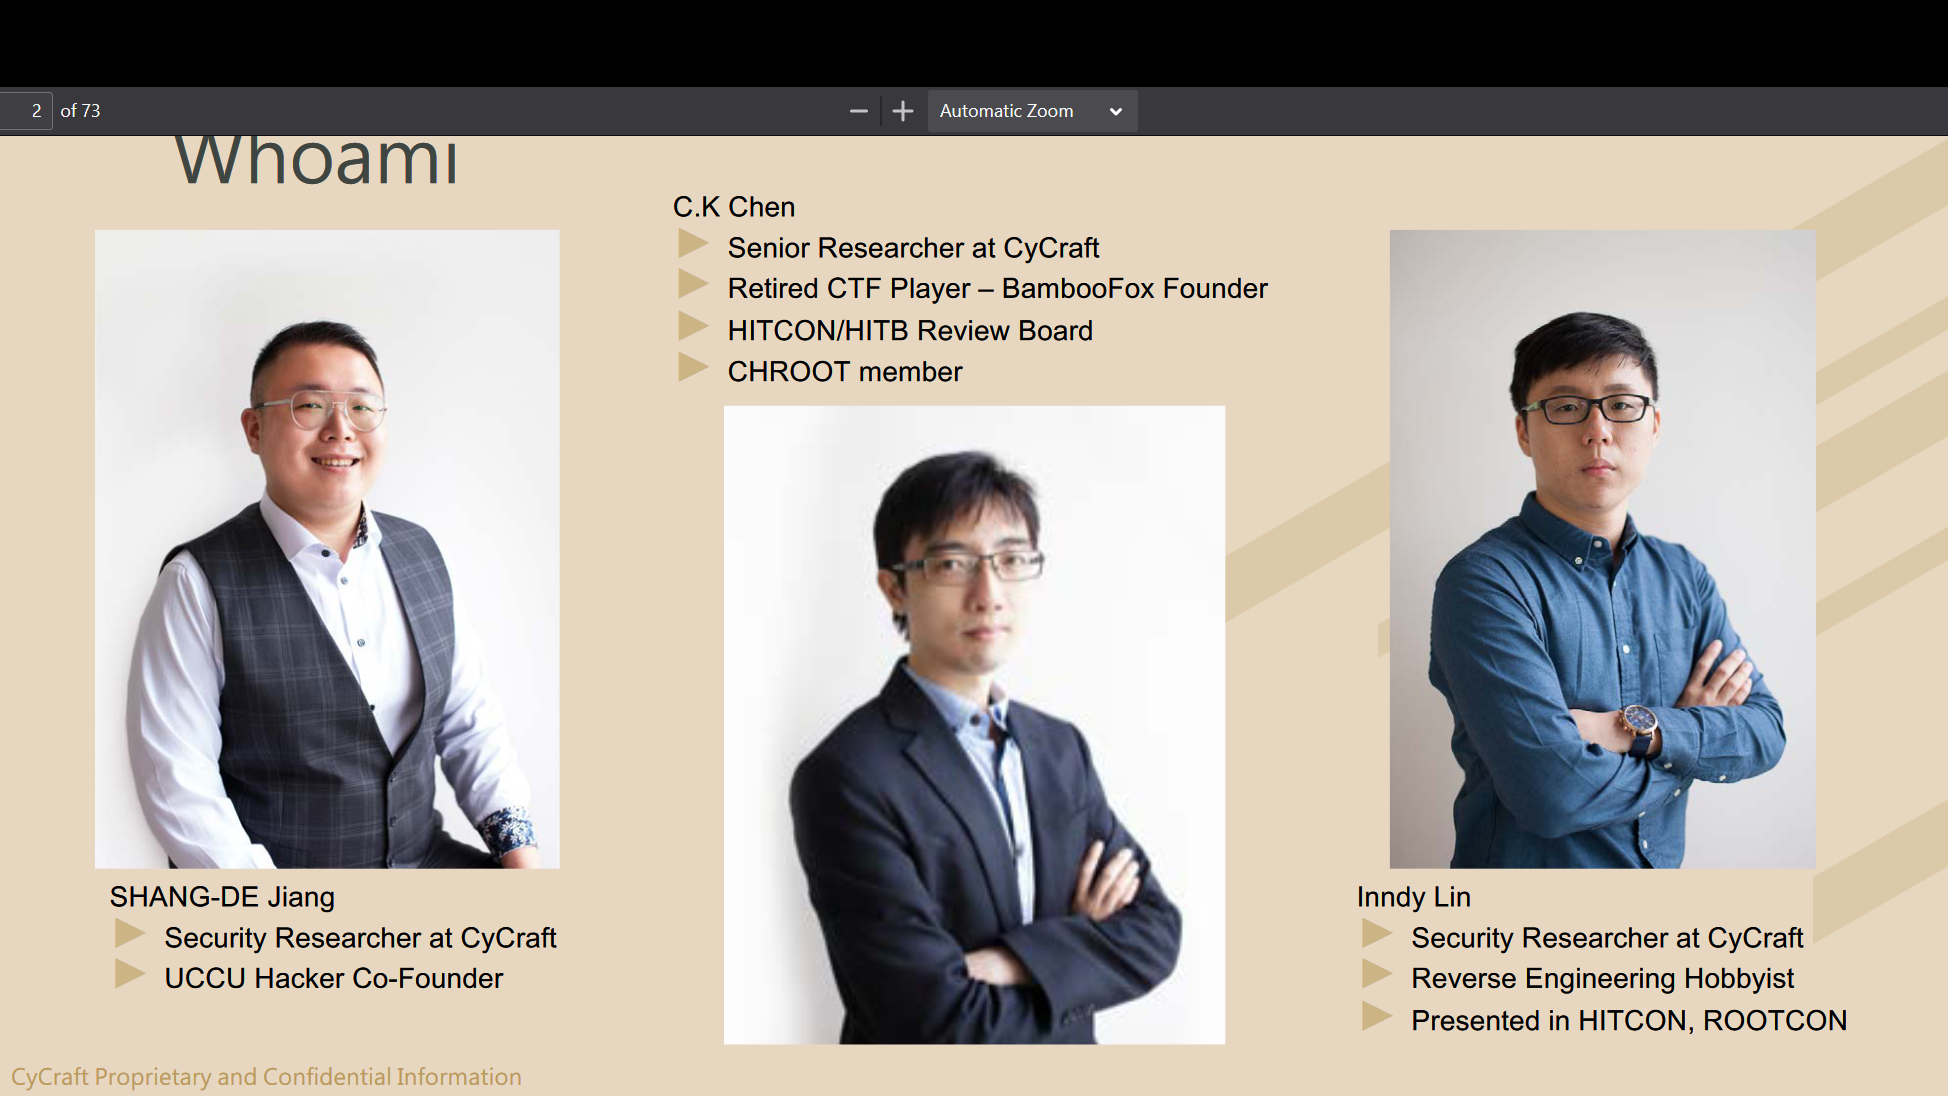 2 of 73
Automatic Zoom
Whoami
C.K Chen
Senior Researcher at CyCraft
Retired CTF Player – BambooFox Founder
HITCON/HITB Review Board
CHROOT member
SHANG-DE Jiang
Security Researcher at CyCraft
UCCU Hacker Co-Founder
Inndy Lin
Security Researcher at CyCraft
Reverse Engineering Hobbyist
Presented in HITCON, ROOTCON
CyCraft Proprietary and Confidential Information